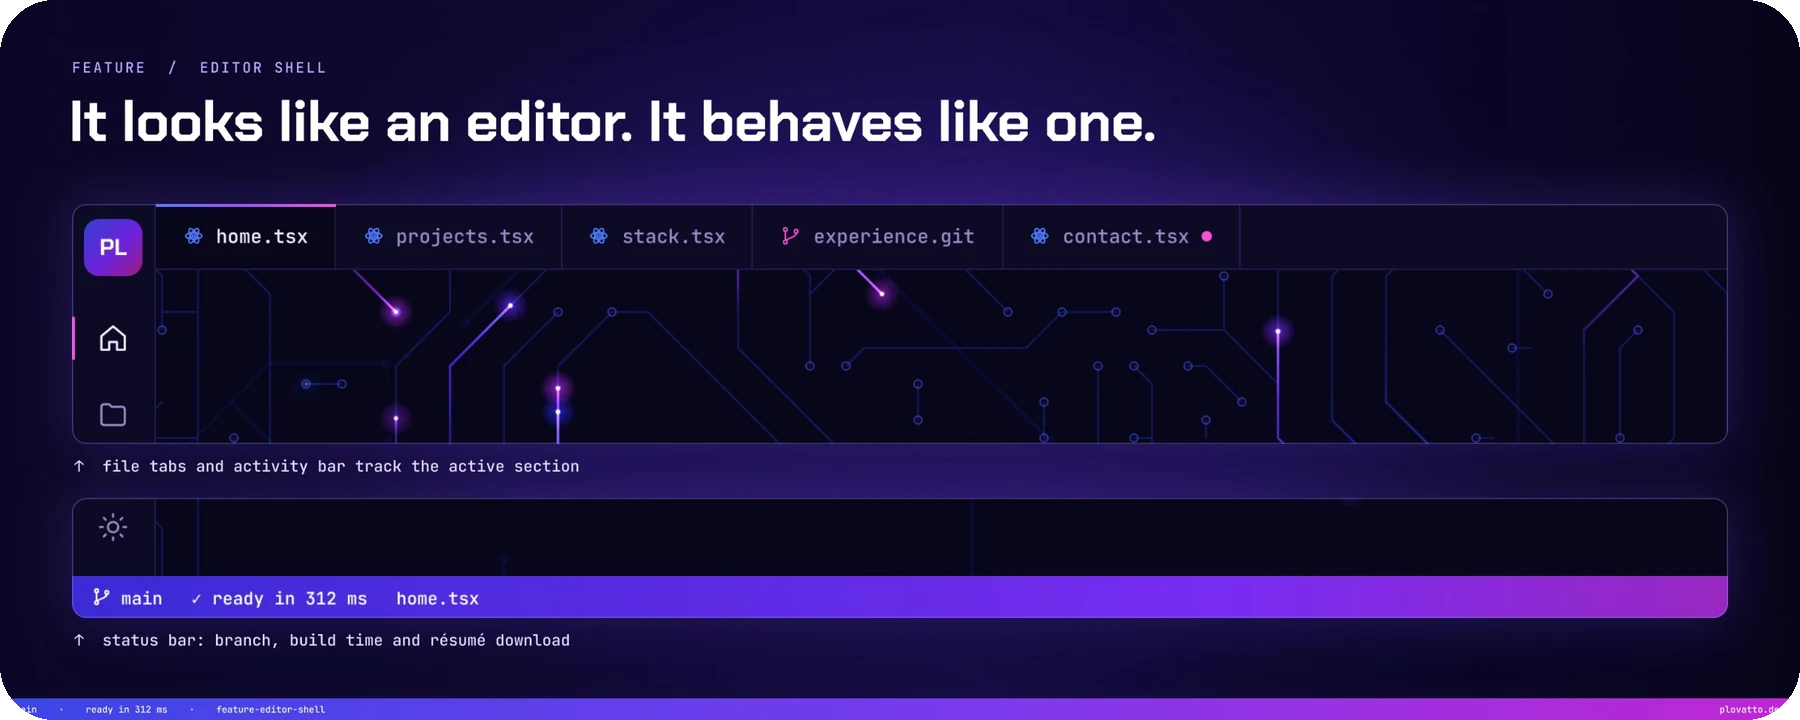 FEATURE / EDITOR SHELL
It looks like an editor. It behaves like one.
PL
home.tsx projects.tsx stack.tsx experience.git contact.tsx
↑ file tabs and activity bar track the active section
main ✓ ready in 312 ms home.tsx
↑ status bar: branch, build time and résumé download
· ready in 312 ms · feature-editor-shell